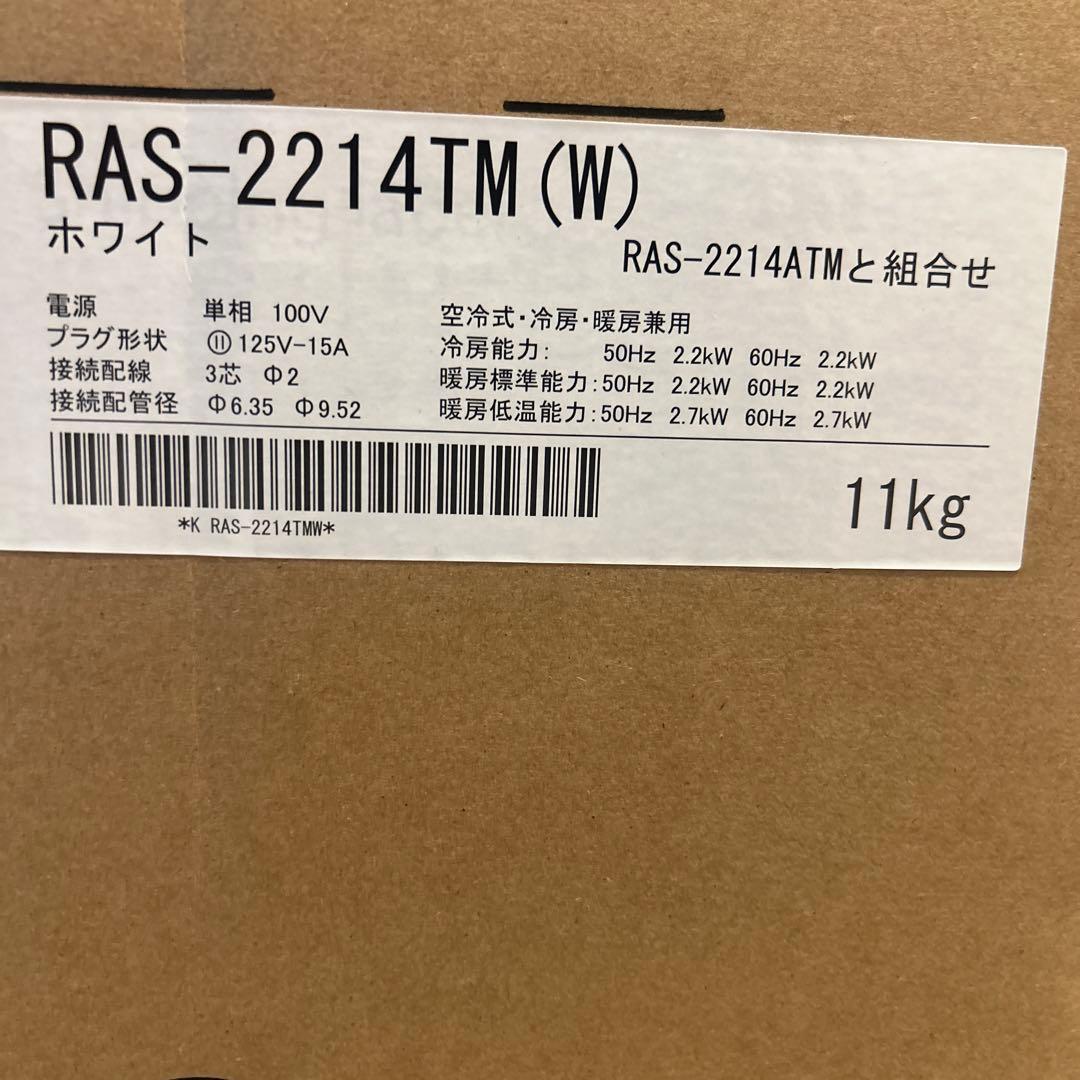 RAS-2214TM(W)
ホワイト
RAS-2214ATMと組合せ
電源 単相 100V
プラグ形状 ⑪ 125V-15A
接続配線 3芯 Φ2
接続配管径 Φ6.35 Φ9.52
空冷式・冷房・暖房兼用
冷房能力: 50Hz 2.2kW 60Hz 2.2kW
暖房標準能力:50Hz 2.2kW 60Hz 2.2kW
暖房低温能力:50Hz 2.7kW 60Hz 2.7kW
*K RAS-2214TMW*
11kg